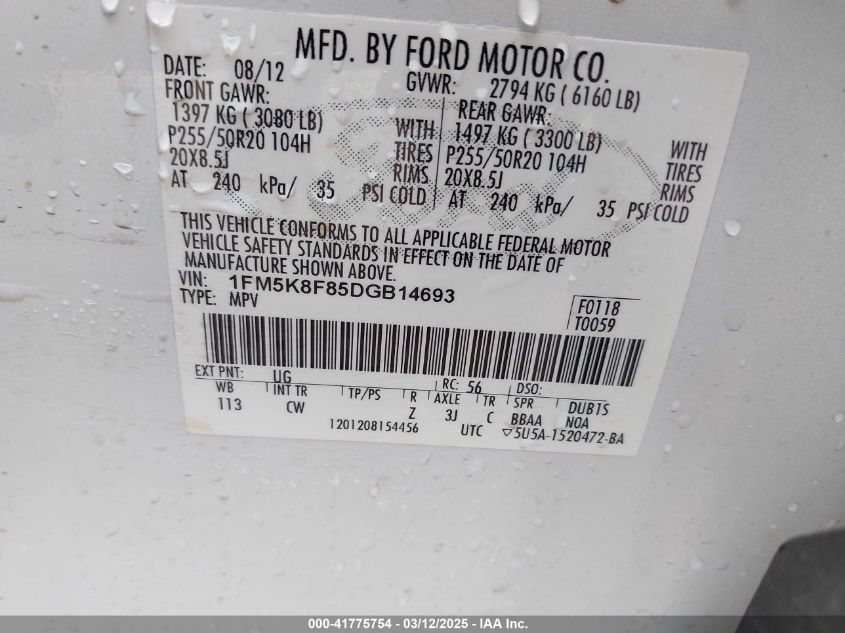 MFD. BY FORD MOTOR CO.
DATE: 08/12 GVWR: 2794 KG ( 6160 LB)
FRONT GAWR: REAR GAWR:
1397 KG ( 3080 LB) WITH 1497 KG ( 3300 LB) WITH
P255/50R20 104H TIRES P255/50R20 104H TIRES
20X8.5J RIMS 20X8.5J RIMS
AT 240 kPa/ 35 PSI COLD AT 240 kPa/ 35 PSI COLD
THIS VEHICLE CONFORMS TO ALL APPLICABLE FEDERAL MOTOR
VEHICLE SAFETY STANDARDS IN EFFECT ON THE DATE OF
MANUFACTURE SHOWN ABOVE.
VIN: 1FM5K8F85DGB14693
TYPE: MPV
F0118
T0059
EXT PNT: UG RC: 56 DSO:
WB INT TR TP/PS R AXLE TR SPR DUB1S
113 CW Z 3J C BBAA N0A
1201208154456 UTC ▽5U5A-1520472-BA
000-41775754 - 03/12/2025 - IAA Inc.